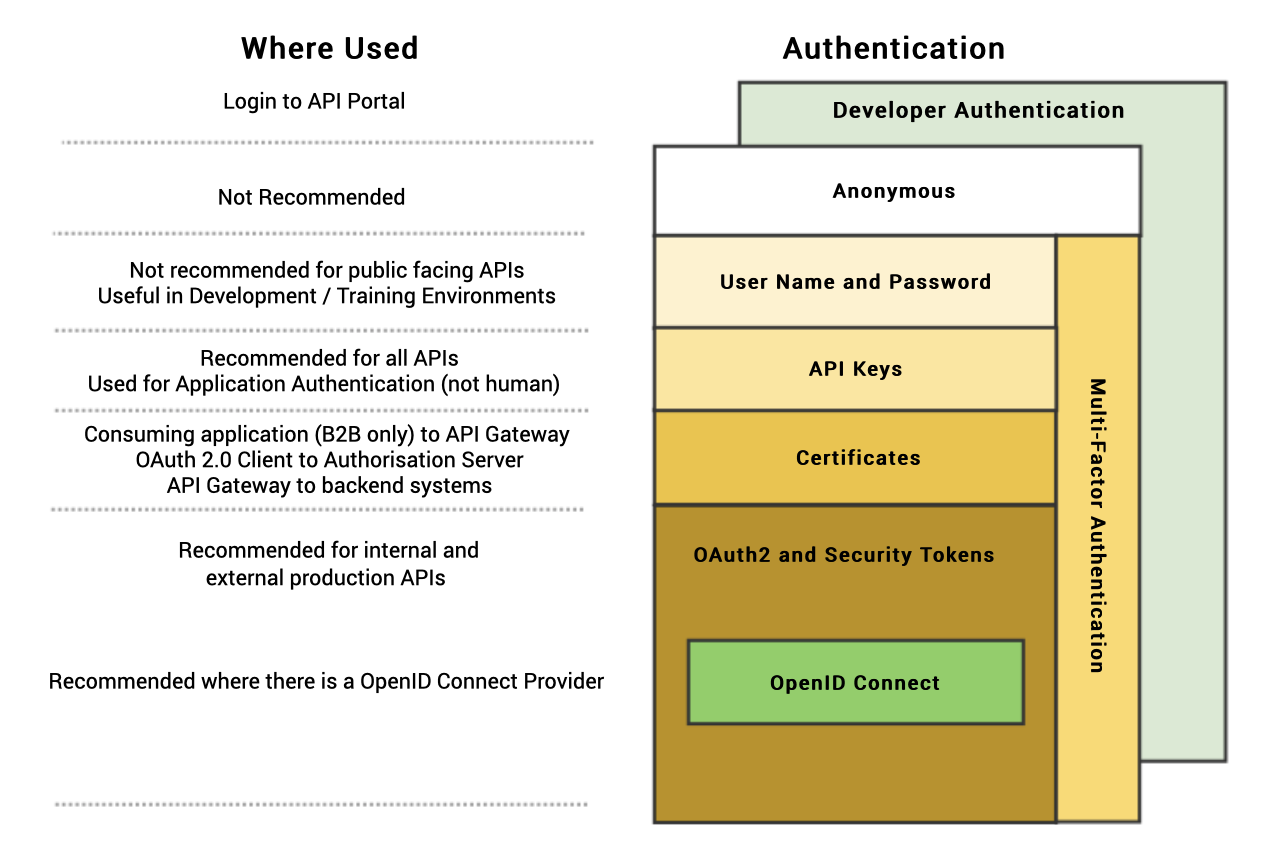 Where Used
Authentication
Login to API Portal
Developer Authentication
Not Recommended
Anonymous
Not recommended for public facing APIs
Useful in Development / Training Environments
User Name and Password
Recommended for all APIs
Used for Application Authentication (not human)
API Keys
Consuming application (B2B only) to API Gateway
OAuth 2.0 Client to Authorisation Server
API Gateway to backend systems
Certificates
Recommended for internal and
external production APIs
OAuth2 and Security Tokens
Recommended where there is a OpenID Connect Provider
OpenID Connect
Multi-Factor Authentication